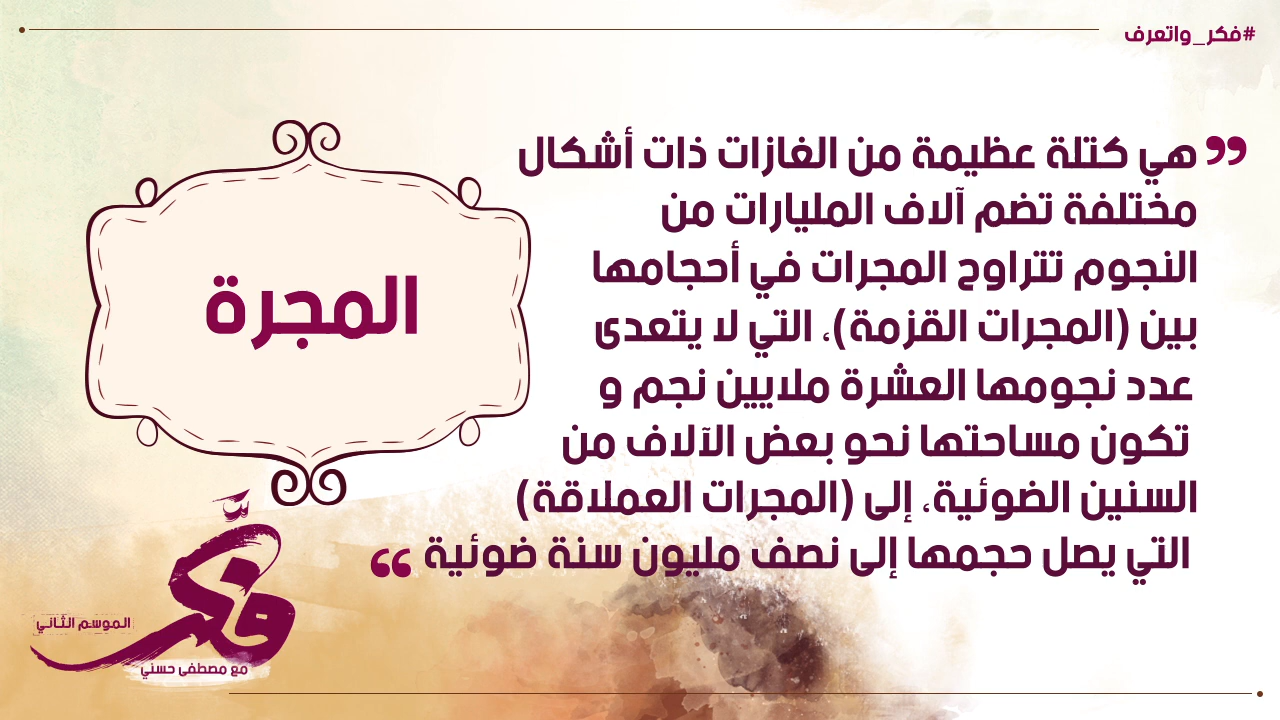 #فكر_واتعرف
هي كتلة عظيمة من الغازات ذات أشكال
مختلفة تضم آلاف المليارات من
النجوم تتراوح المجرات في أحجامها
بين (المجرات القزمة)، التي لا يتعدى
عدد نجومها العشرة ملايين نجم و
تكون مساحتها نحو بعض الآلاف من
السنين الضوئية، إلى (المجرات العملاقة)
التي يصل حجمها إلى نصف مليون سنة ضوئية
المجرة
فكَّر
الموسم الثاني
مع مصطفى حسني